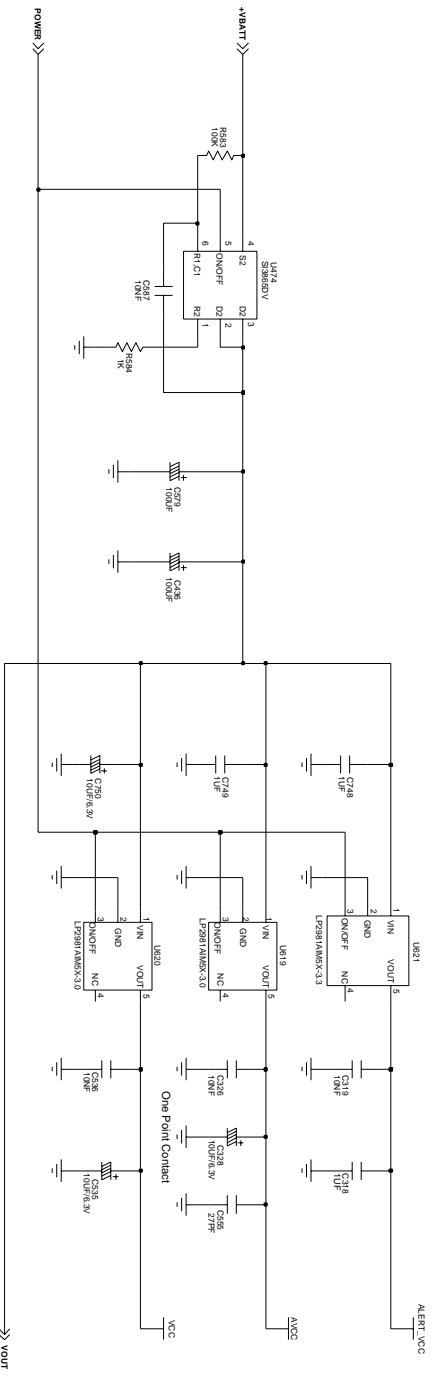 +VBATT
POWER
R583
100K
U474
SI3865DV
4
S2
D2
3
5
ON/OFF
D2
2
6
R1,C1
R2
1
C587
10NF
R584
1K
C579
100UF
+
C436
100UF
+
C748
1UF
C749
1UF
C750
10UF/6.3V
+
U621
1
VIN
VOUT
5
2
GND
3
ON/OFF
NC
4
LP2981AIM5X-3.3
U619
1
VIN
VOUT
5
2
GND
3
ON/OFF
NC
4
LP2981AIM5X-3.0
U620
1
VIN
VOUT
5
2
GND
3
ON/OFF
NC
4
LP2981AIM5X-3.0
C319
10NF
C318
1UF
C326
10NF
C328
10UF/6.3V
+
C555
27PF
One Point Contact
C536
10NF
C535
10UF/6.3V
+
ALERT_VCC
AVCC
VCC
VOUT